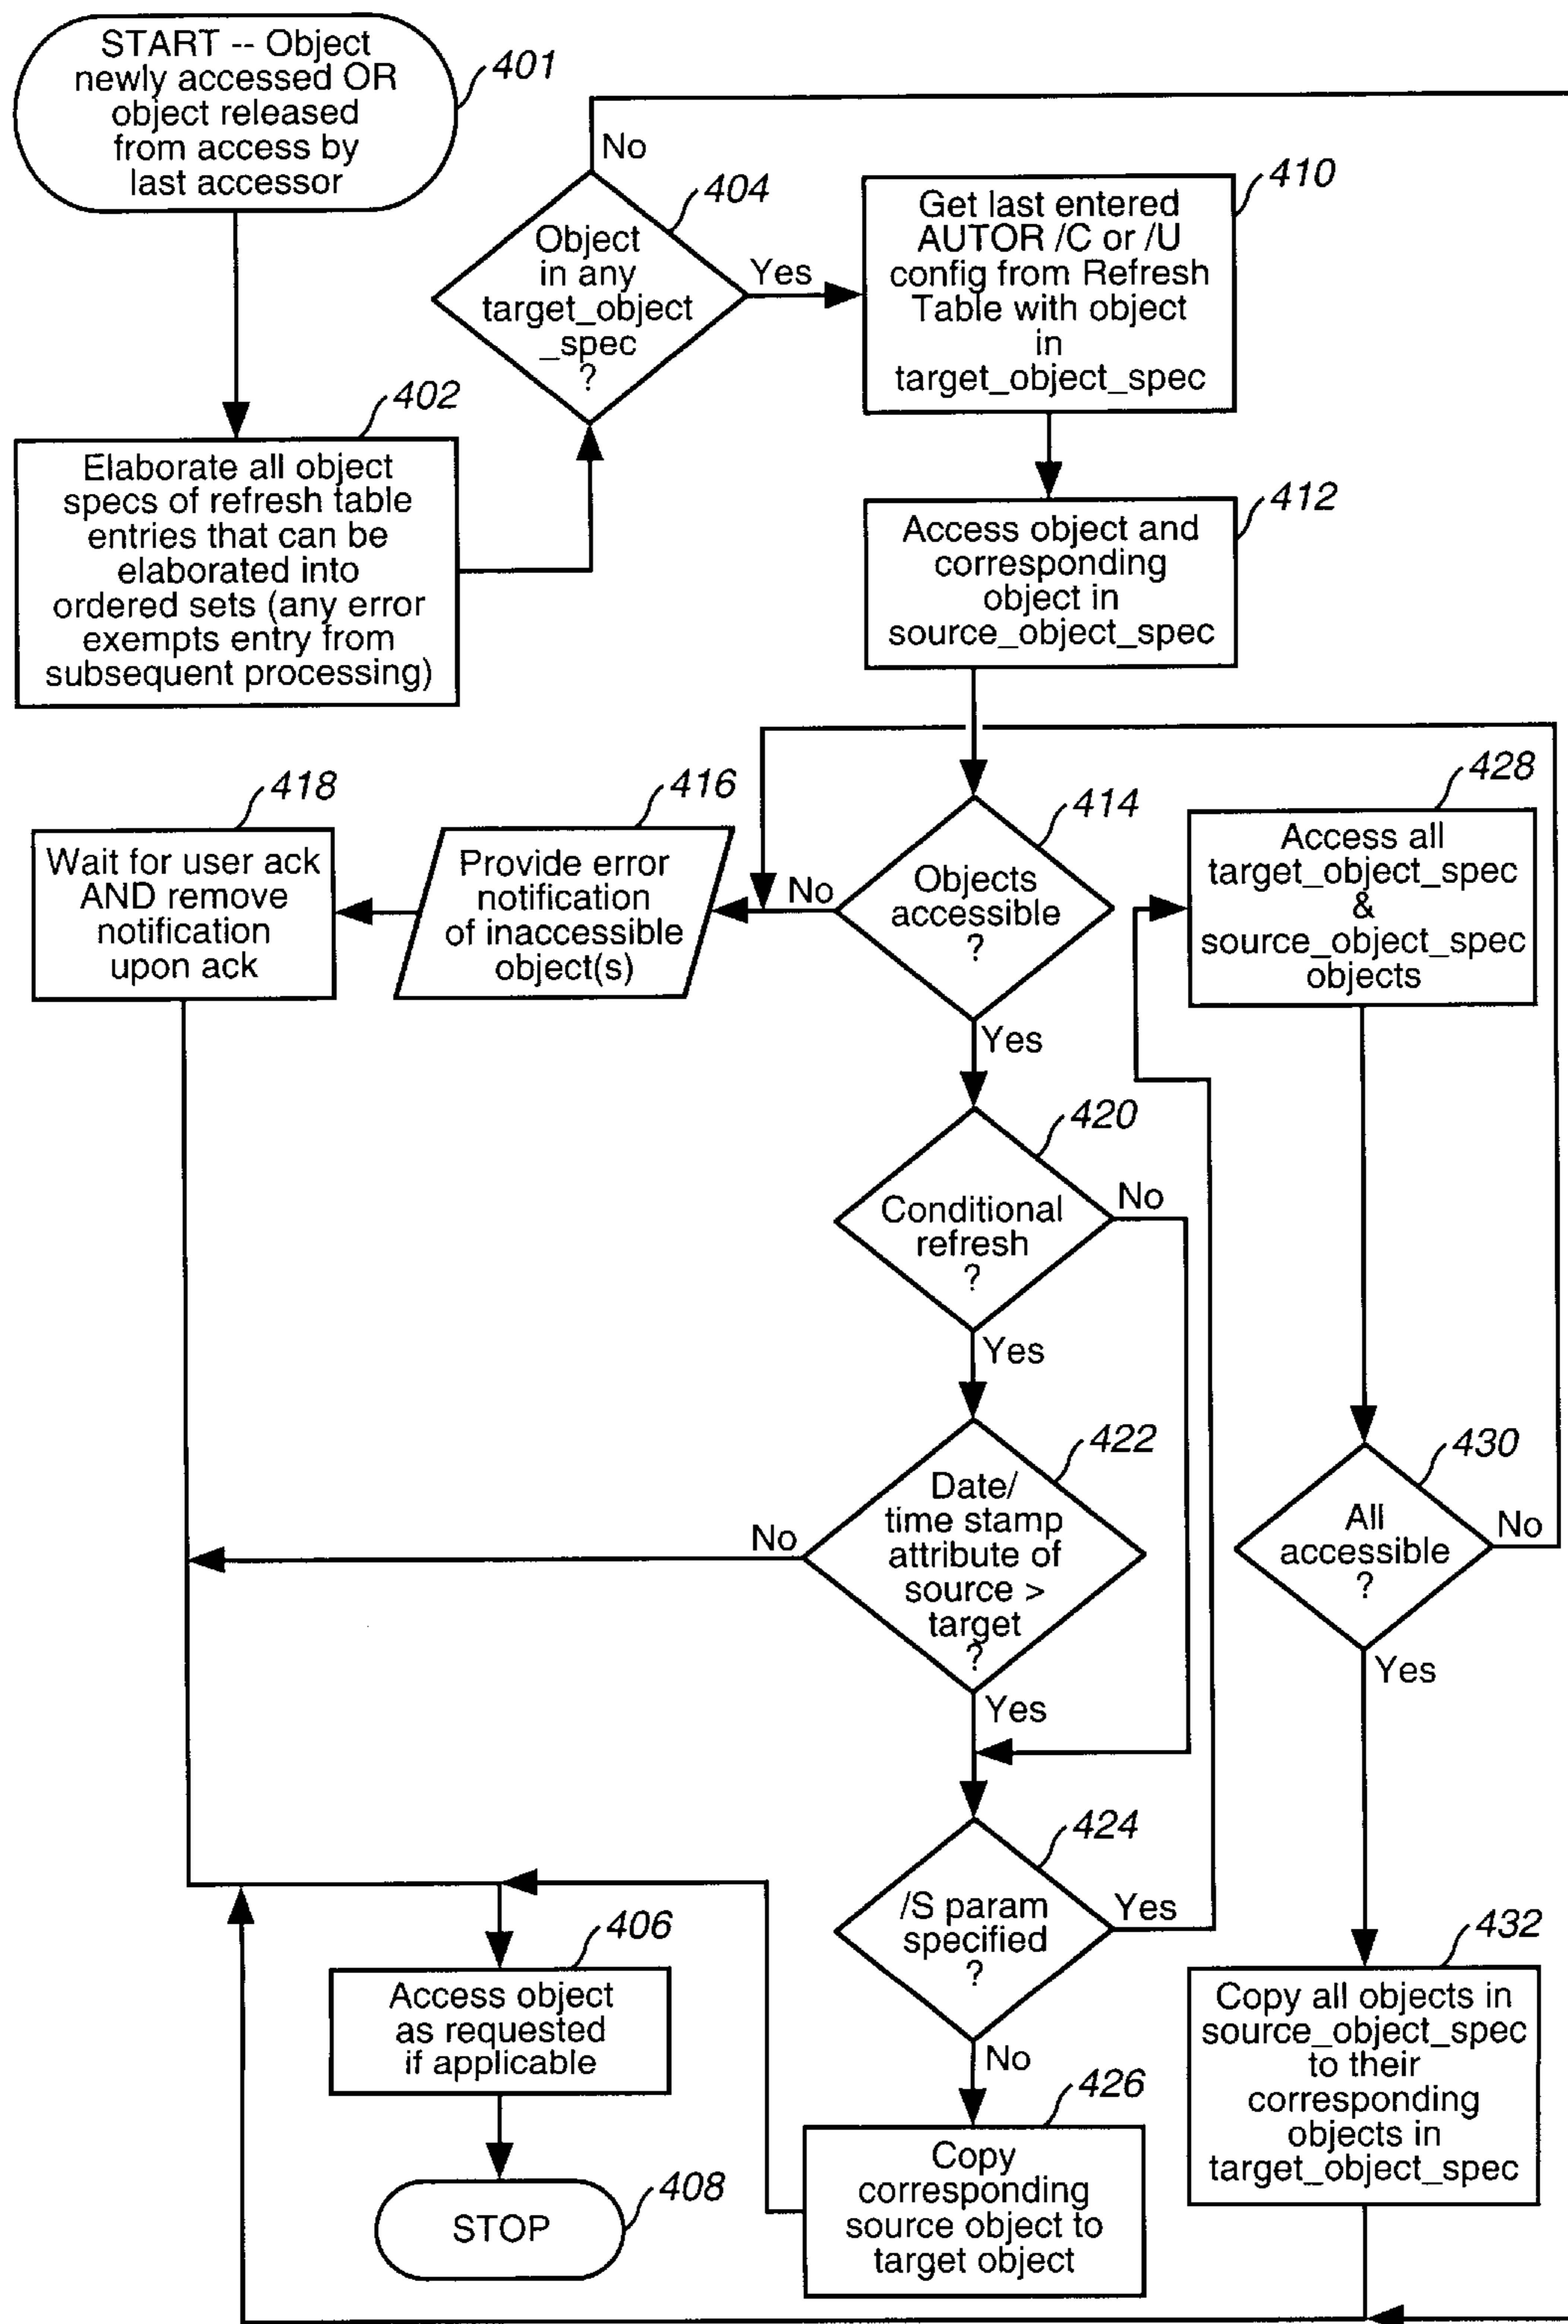 START -- Object
newly accessed OR
object released
from access by
last accessor
401
No
404
Object
in any
target_object
_spec
?
Yes
410
Get last entered
AUTOR /C or /U
config from Refresh
Table with object
in
target_object_spec
402
Elaborate all object
specs of refresh table
entries that can be
elaborated into
ordered sets (any error
exempts entry from
subsequent processing)
412
Access object and
corresponding
object in
source_object_spec
418
Wait for user ack
AND remove
notification
upon ack
416
Provide error
notification
of inaccessible
object(s)
No
414
Objects
accessible
?
Yes
428
Access all
target_object_spec
&
source_object_spec
objects
420
Conditional
refresh
?
No
Yes
422
Date/
time stamp
attribute of
source >
target
?
No
Yes
430
All
accessible
?
No
Yes
424
/S param
specified
?
Yes
No
406
Access object
as requested
if applicable
432
Copy all objects in
source_object_spec
to their
corresponding
objects in
target_object_spec
426
Copy
corresponding
source object to
target object
STOP
408